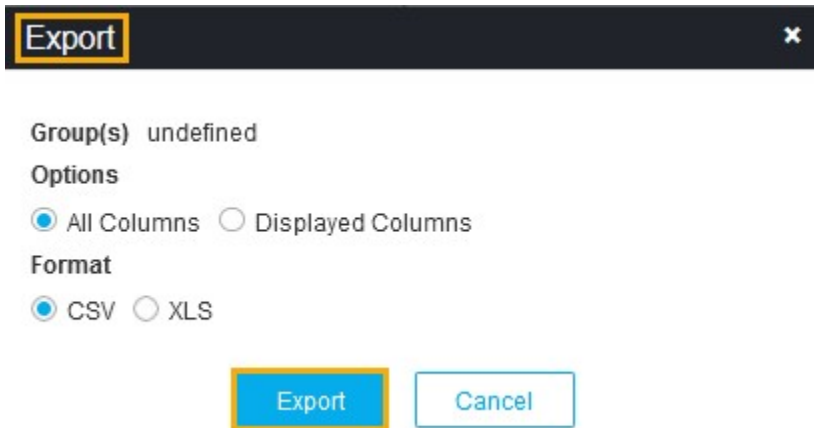 Export
Group(s) undefined
Options
All Columns Displayed Columns
Format
CSV XLS
Export Cancel